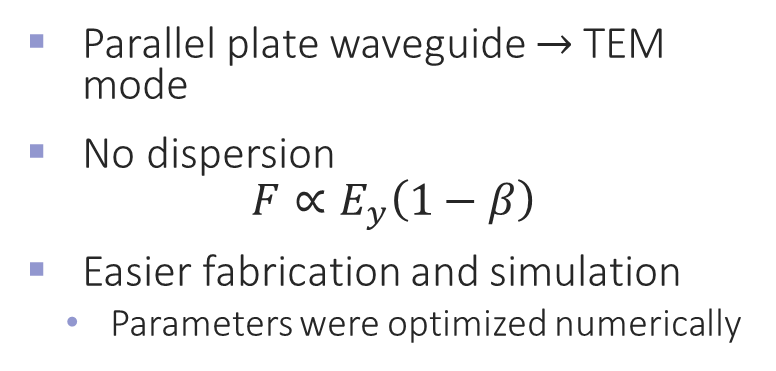 ▪ Parallel plate waveguide → TEM
mode
▪ No dispersion
F ∝ E_y(1 − β)
▪ Easier fabrication and simulation
• Parameters were optimized numerically